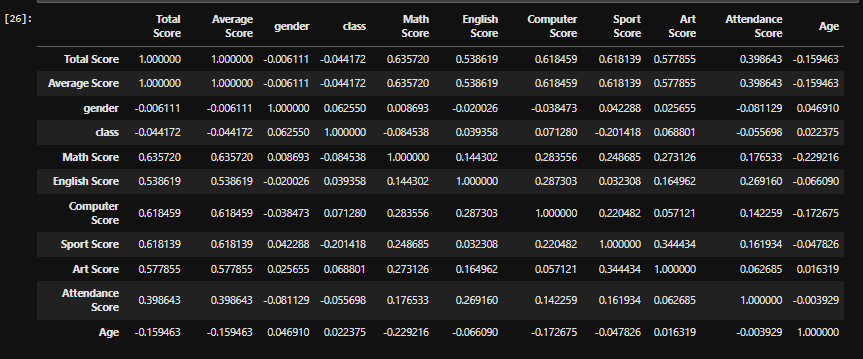 [26]:
Total Score Average Score gender class Math Score English Score Computer Score Sport Score Art Score Attendance Score Age
Total Score 1.000000 1.000000 -0.006111 -0.044172 0.635720 0.538619 0.618459 0.618139 0.577855 0.398643 -0.159463
Average Score 1.000000 1.000000 -0.006111 -0.044172 0.635720 0.538619 0.618459 0.618139 0.577855 0.398643 -0.159463
gender -0.006111 -0.006111 1.000000 0.062550 0.008693 -0.020026 -0.038473 0.042288 0.025655 -0.081129 0.046910
class -0.044172 -0.044172 0.062550 1.000000 -0.084538 0.039358 0.071280 -0.201418 0.068801 -0.055698 0.022375
Math Score 0.635720 0.635720 0.008693 -0.084538 1.000000 0.144302 0.283556 0.248685 0.273126 0.176533 -0.229216
English Score 0.538619 0.538619 -0.020026 0.039358 0.144302 1.000000 0.287303 0.032308 0.164962 0.269160 -0.066090
Computer Score 0.618459 0.618459 -0.038473 0.071280 0.283556 0.287303 1.000000 0.220482 0.057121 0.142259 -0.172675
Sport Score 0.618139 0.618139 0.042288 -0.201418 0.248685 0.032308 0.220482 1.000000 0.344434 0.161934 -0.047826
Art Score 0.577855 0.577855 0.025655 0.068801 0.273126 0.164962 0.057121 0.344434 1.000000 0.062685 0.016319
Attendance Score 0.398643 0.398643 -0.081129 -0.055698 0.176533 0.269160 0.142259 0.161934 0.062685 1.000000 -0.003929
Age -0.159463 -0.159463 0.046910 0.022375 -0.229216 -0.066090 -0.172675 -0.047826 0.016319 -0.003929 1.000000